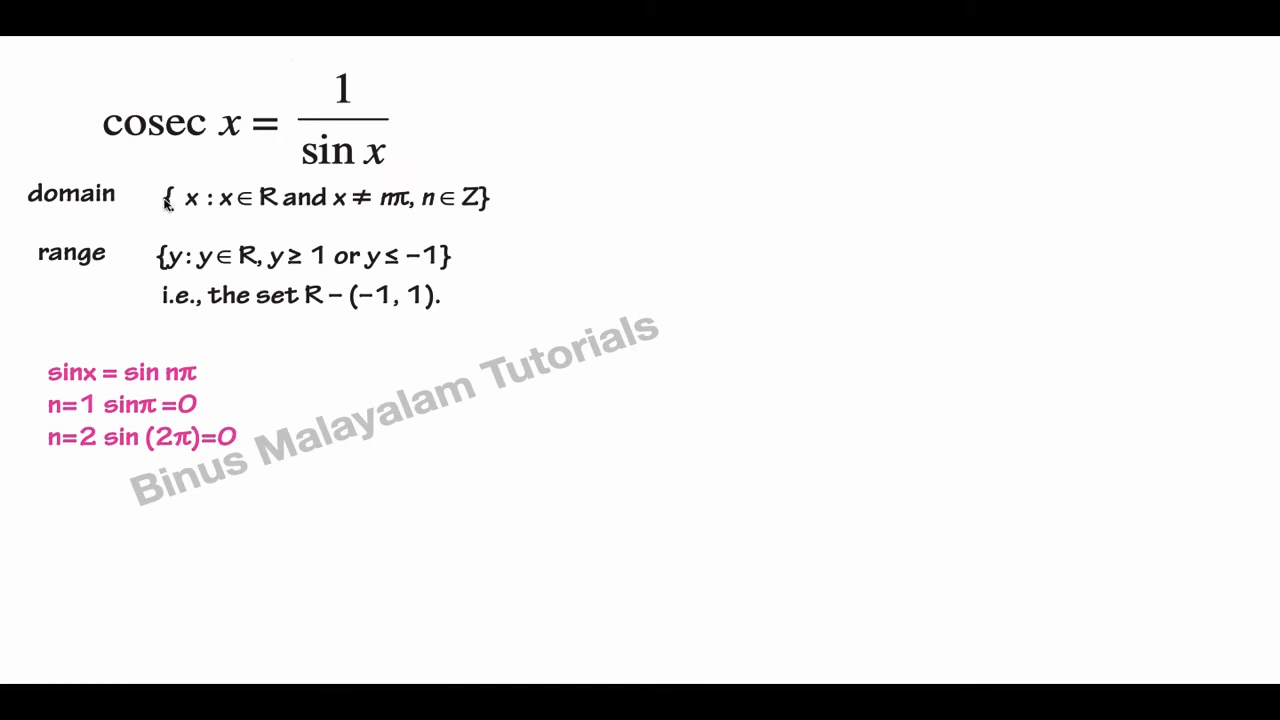 cosec x = 1 / sin x
domain { x : x ∈ R and x ≠ mπ, n ∈ Z}
range {y : y ∈ R, y ≥ 1 or y ≤ −1}
i.e., the set R − (−1, 1).
sinx = sin nπ
n=1 sinπ =0
n=2 sin (2π)=0
Binus Malayalam Tutorials